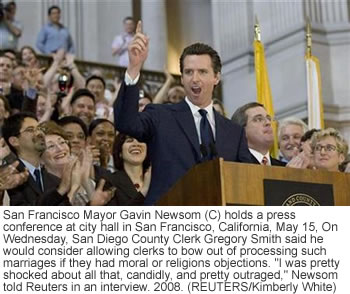 AND COUNTY
San Francisco Mayor Gavin Newsom (C) holds a press
conference at city hall in San Francisco, California, May 15, On
Wednesday, San Diego County Clerk Gregory Smith said he
would consider allowing clerks to bow out of processing such
marriages if they had moral or religions objections. "I was pretty
shocked about all that, candidly, and pretty outraged," Newsom
told Reuters in an interview. 2008. (REUTERS/Kimberly White)